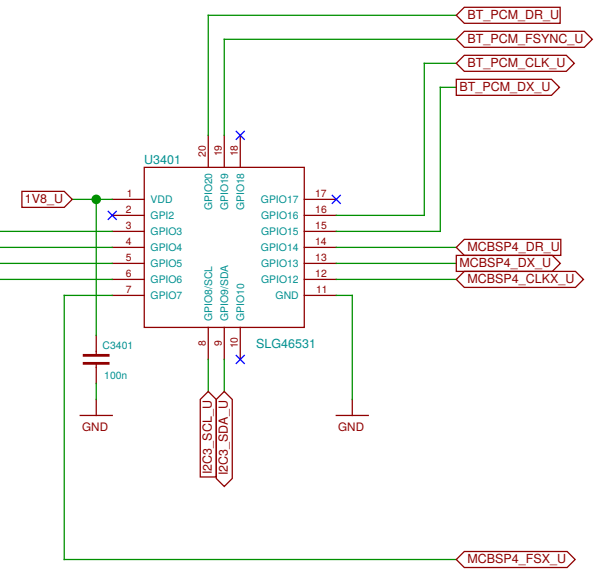 BT_PCM_DR_U
BT_PCM_FSYNC_U
BT_PCM_CLK_U
BT_PCM_DX_U
U3401
20
19
18
GPIO20
GPIO19
GPIO18
1V8_U
1 VDD
2 GPI2
3 GPIO3
4 GPIO4
5 GPIO5
6 GPIO6
7 GPIO7
GPIO17 17
GPIO16 16
GPIO15 15
GPIO14 14
GPIO13 13
GPIO12 12
GND 11
MCBSP4_DR_U
MCBSP4_DX_U
MCBSP4_CLKX_U
GPIO8/SCL
GPIO9/SDA
GPIO10
8
9
10
SLG46531
C3401
100n
GND
I2C3_SCL_U
I2C3_SDA_U
GND
MCBSP4_FSX_U